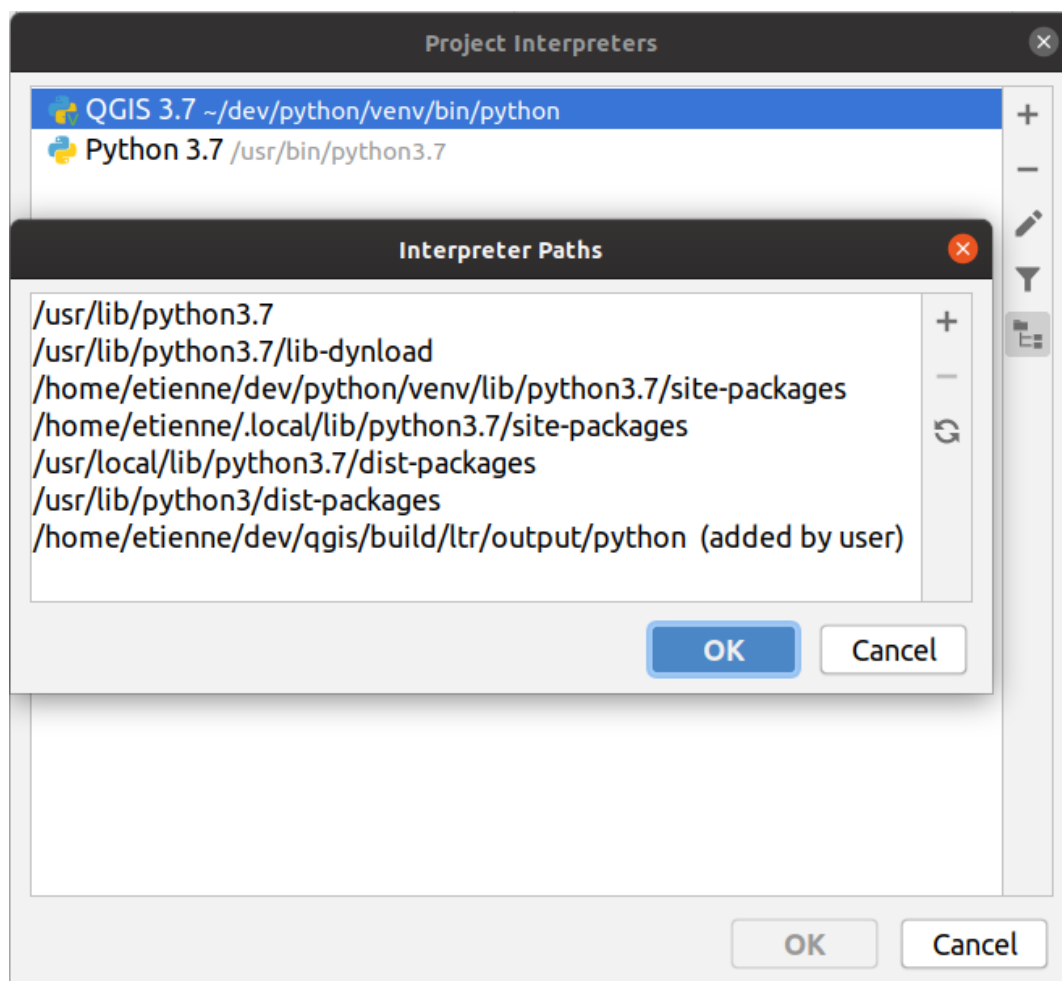 Project Interpreters
QGIS 3.7 ~/dev/python/venv/bin/python
Python 3.7 /usr/bin/python3.7
Interpreter Paths
/usr/lib/python3.7
/usr/lib/python3.7/lib-dynload
/home/etienne/dev/python/venv/lib/python3.7/site-packages
/home/etienne/.local/lib/python3.7/site-packages
/usr/local/lib/python3.7/dist-packages
/usr/lib/python3/dist-packages
/home/etienne/dev/qgis/build/ltr/output/python (added by user)
OK Cancel
OK Cancel